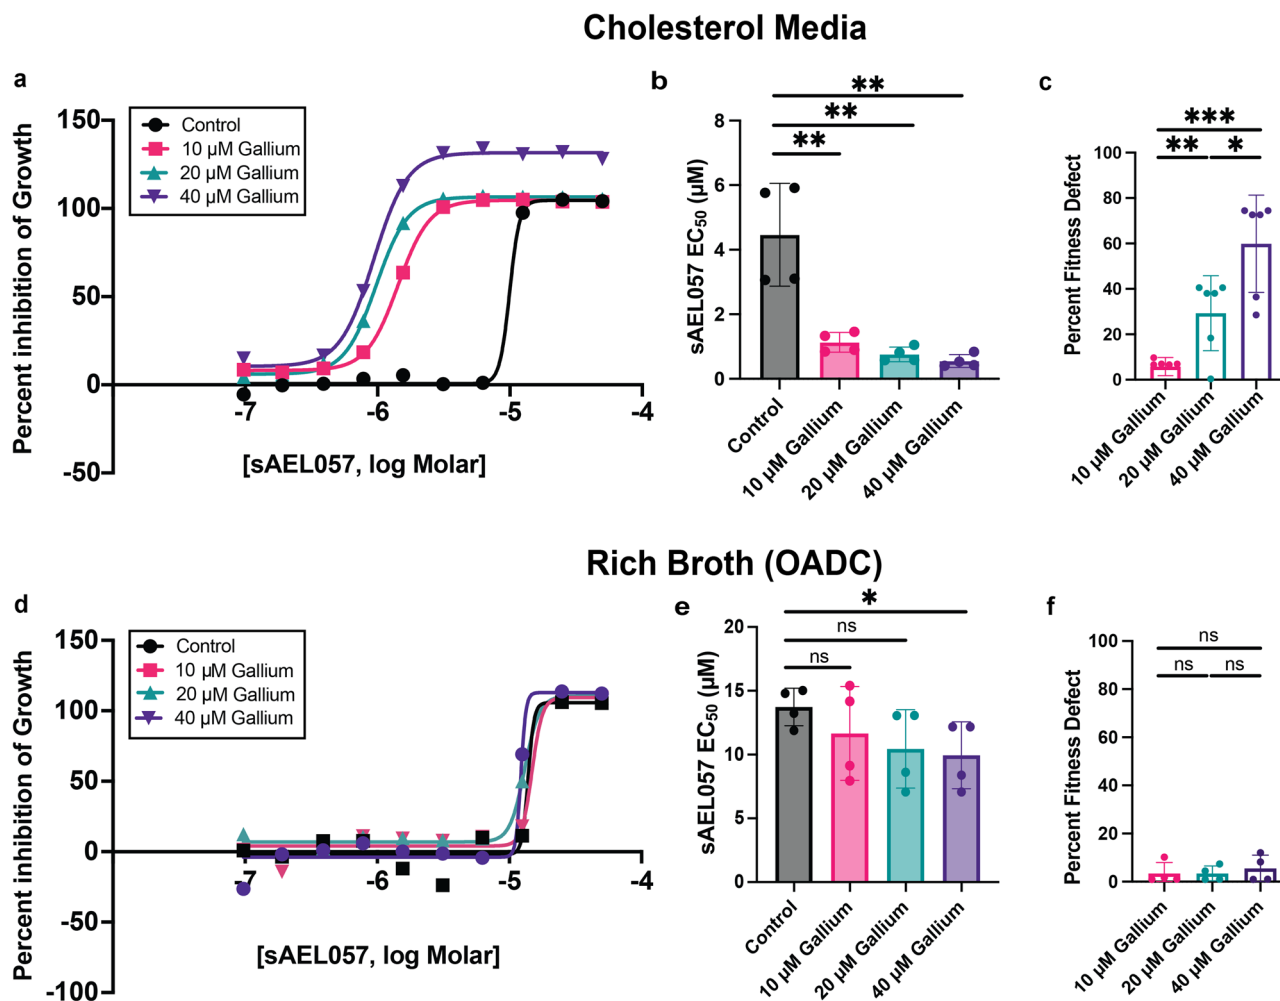 Cholesterol Media
a
Percent inhibition of Growth
150
100
50
0
-50
-7
-6
-5
-4
[sAEL057, log Molar]
Control
10 µM Gallium
20 µM Gallium
40 µM Gallium
b
sAEL057 EC50 (µM)
8
6
4
2
0
**
**
**
Control
10 µM Gallium
20 µM Gallium
40 µM Gallium
c
Percent Fitness Defect
100
80
60
40
20
0
***
**
*
10 µM Gallium
20 µM Gallium
40 µM Gallium
Rich Broth (OADC)
d
Percent inhibition of Growth
150
100
50
0
-50
-100
-7
-6
-5
-4
[sAEL057, log Molar]
Control
10 µM Gallium
20 µM Gallium
40 µM Gallium
e
sAEL057 EC50 (µM)
20
15
10
5
0
*
ns
ns
Control
10 µM Gallium
20 µM Gallium
40 µM Gallium
f
Percent Fitness Defect
100
80
60
40
20
0
ns
ns
ns
10 µM Gallium
20 µM Gallium
40 µM Gallium